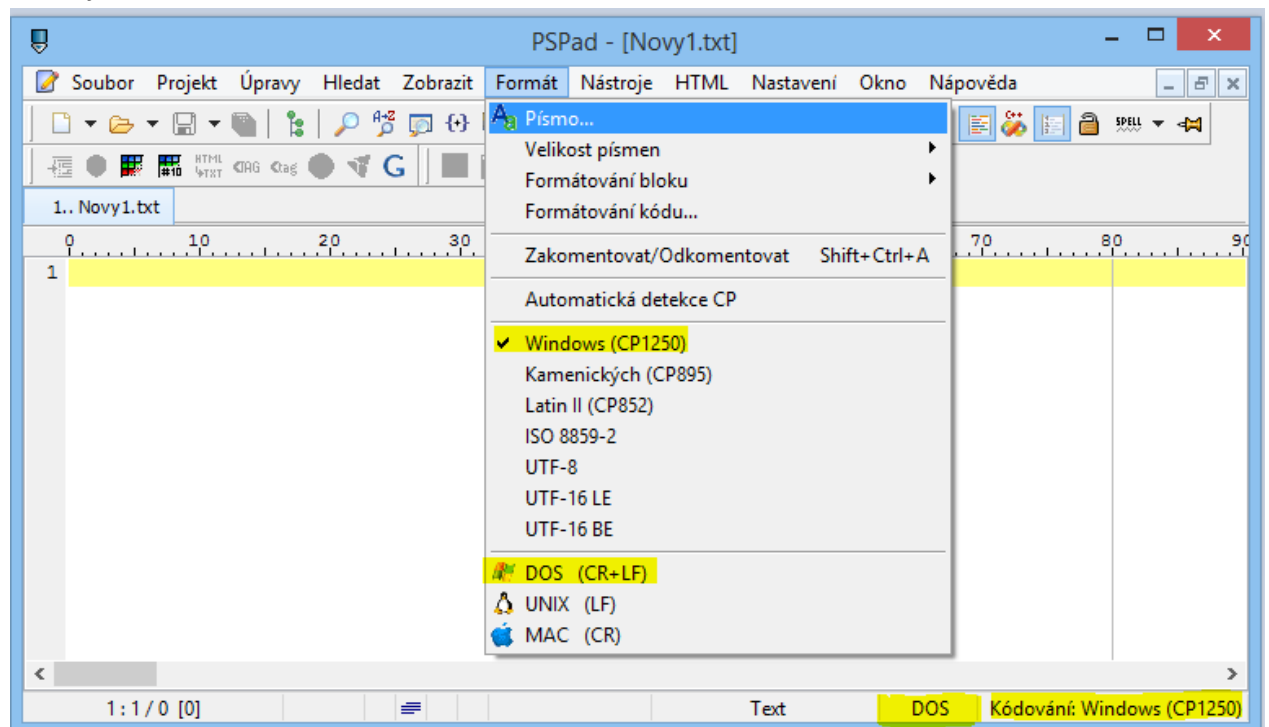 PSPad - [Novy1.txt]
Soubor Projekt Úpravy Hledat Zobrazit Formát Nástroje HTML Nastavení Okno Nápověda
Písmo...
Velikost písmen
Formátování bloku
Formátování kódu...
Zakomentovat/Odkomentovat Shift+Ctrl+A
Automatická detekce CP
Windows (CP1250)
Kamenických (CP895)
Latin II (CP852)
ISO 8859-2
UTF-8
UTF-16 LE
UTF-16 BE
DOS (CR+LF)
UNIX (LF)
MAC (CR)
SPELL
HTML TXT #10 TAG tag G
1.. Novy1.txt
0 10 20 30 70 80 90
1
1 : 1 / 0 [0] Text DOS Kódování: Windows (CP1250)